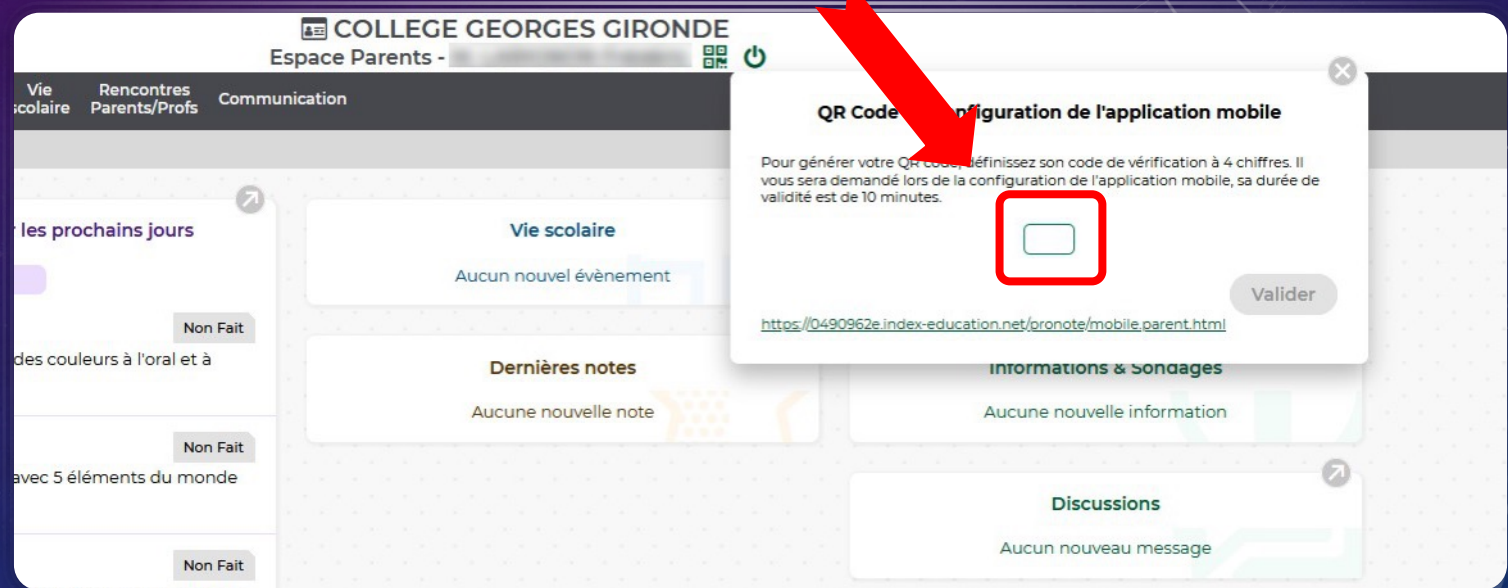 COLLEGE GEORGES GIRONDE
Espace Parents -
Vie scolaire
Rencontres Parents/Profs
Communication
les prochains jours
Non Fait
des couleurs à l'oral et à
Non Fait
avec 5 éléments du monde
Non Fait
Vie scolaire
Aucun nouvel évènement
Dernières notes
Aucune nouvelle note
QR Code configuration de l'application mobile
Pour générer votre QR code, définissez son code de vérification à 4 chiffres. Il
vous sera demandé lors de la configuration de l'application mobile, sa durée de
validité est de 10 minutes.
Valider
https://0490962e.index-education.net/pronote/mobile.parent.html
Informations & Sondages
Aucune nouvelle information
Discussions
Aucun nouveau message